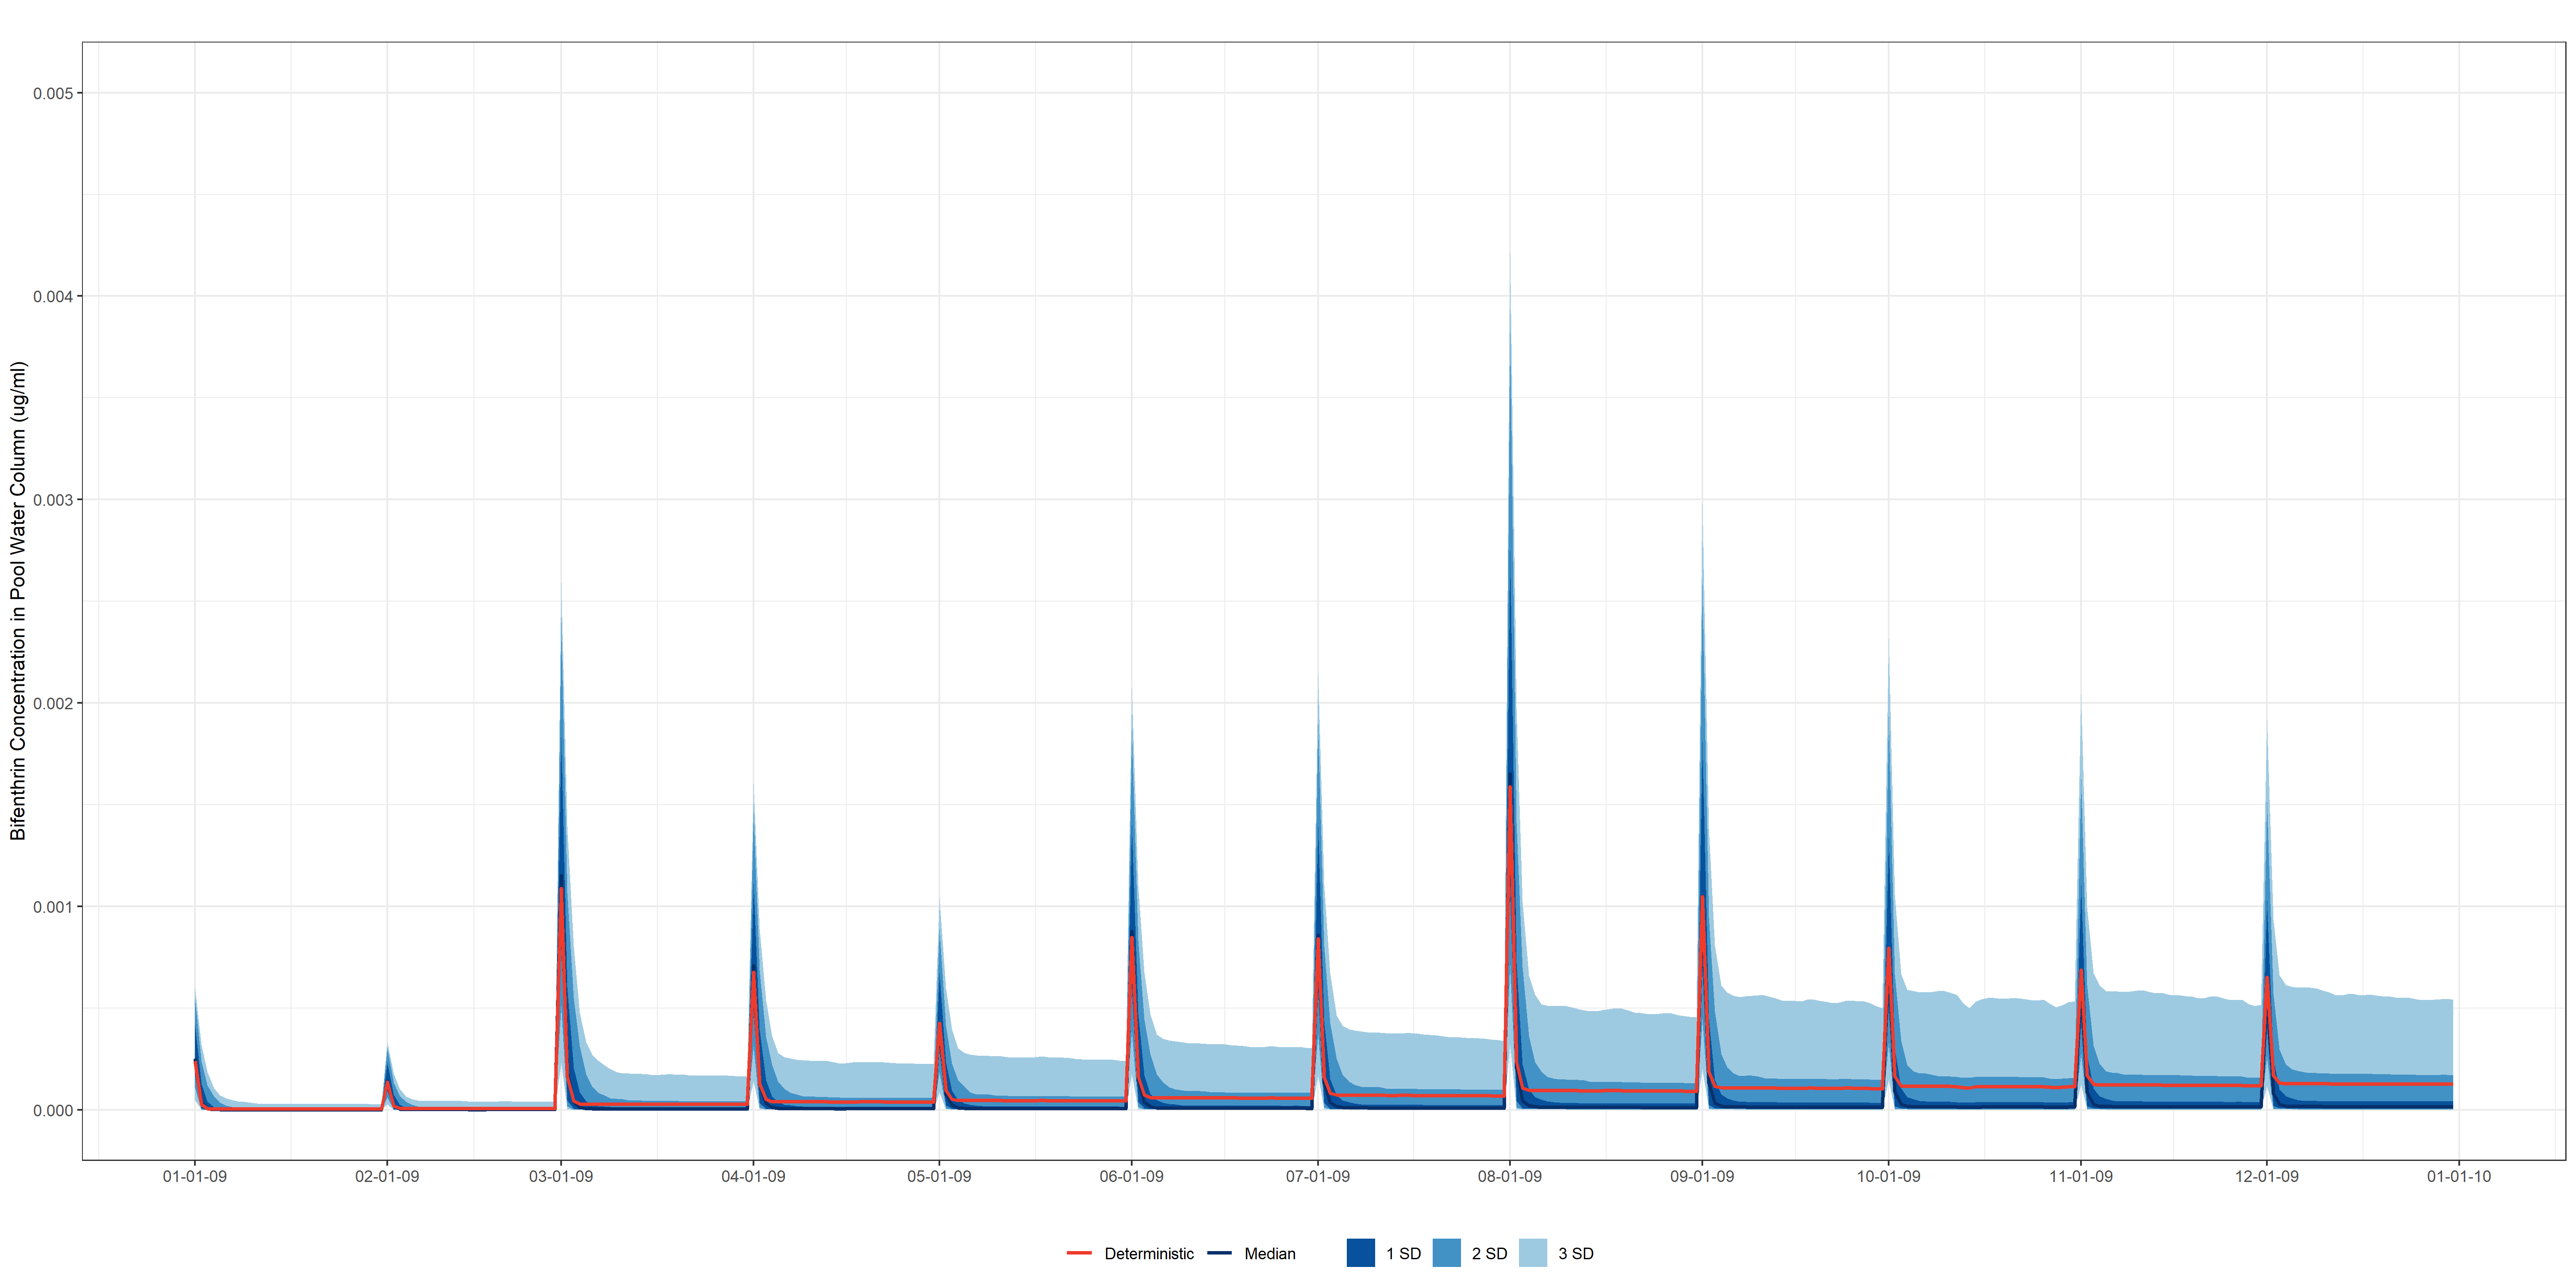 Bifenthrin Concentration in Pool Water Column (ug/ml)
0.005
0.004
0.003
0.002
0.001
0.000
01-01-09 02-01-09 03-01-09 04-01-09 05-01-09 06-01-09 07-01-09 08-01-09 09-01-09 10-01-09 11-01-09 12-01-09 01-01-10
Deterministic Median 1 SD 2 SD 3 SD